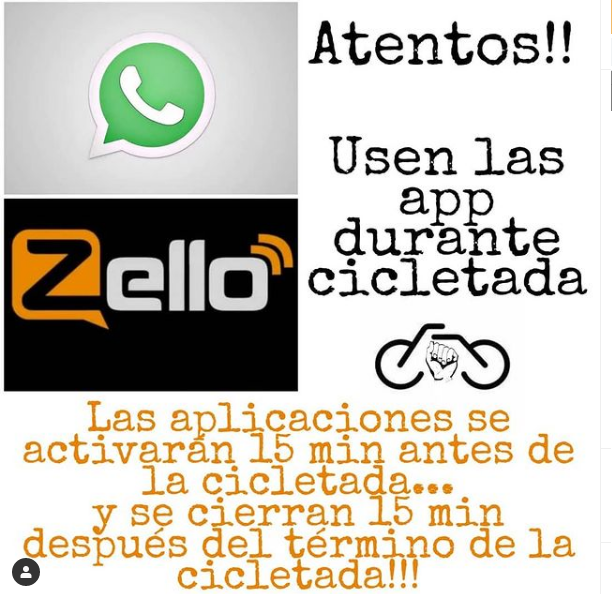 Atentos!!
Usen las
app
durante
cicletada
Zello
Las aplicaciones se
activarán 15 min antes de
la cicletada...
y se cierran 15 min
después del término de la
cicletada!!!